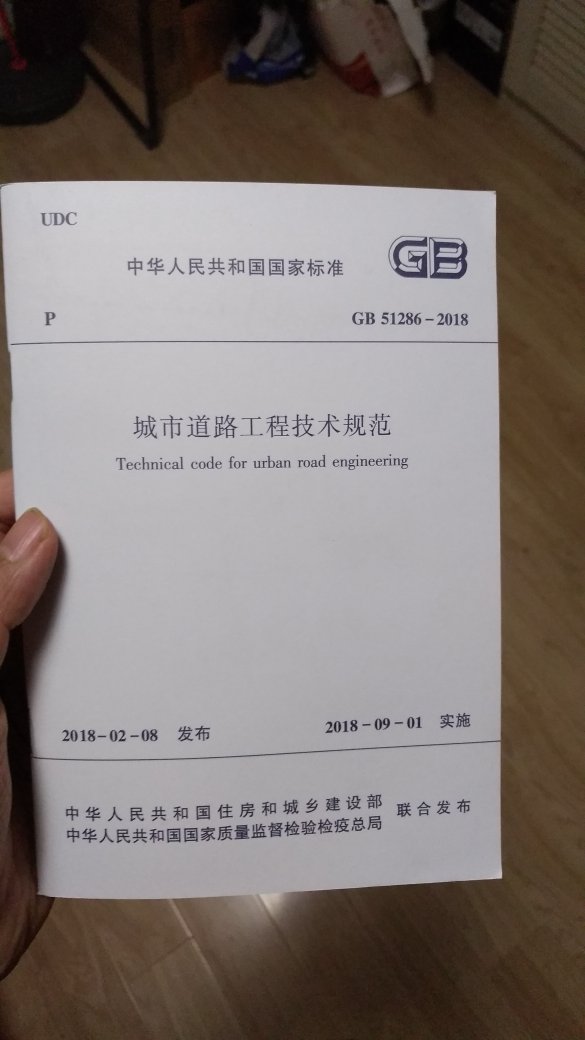 UDC
中华人民共和国国家标准
GB
P
GB 51286-2018
城市道路工程技术规范
Technical code for urban road engineering
2018-02-08 发布
2018-09-01 实施
中华人民共和国住房和城乡建设部
中华人民共和国国家质量监督检验检疫总局
联合发布